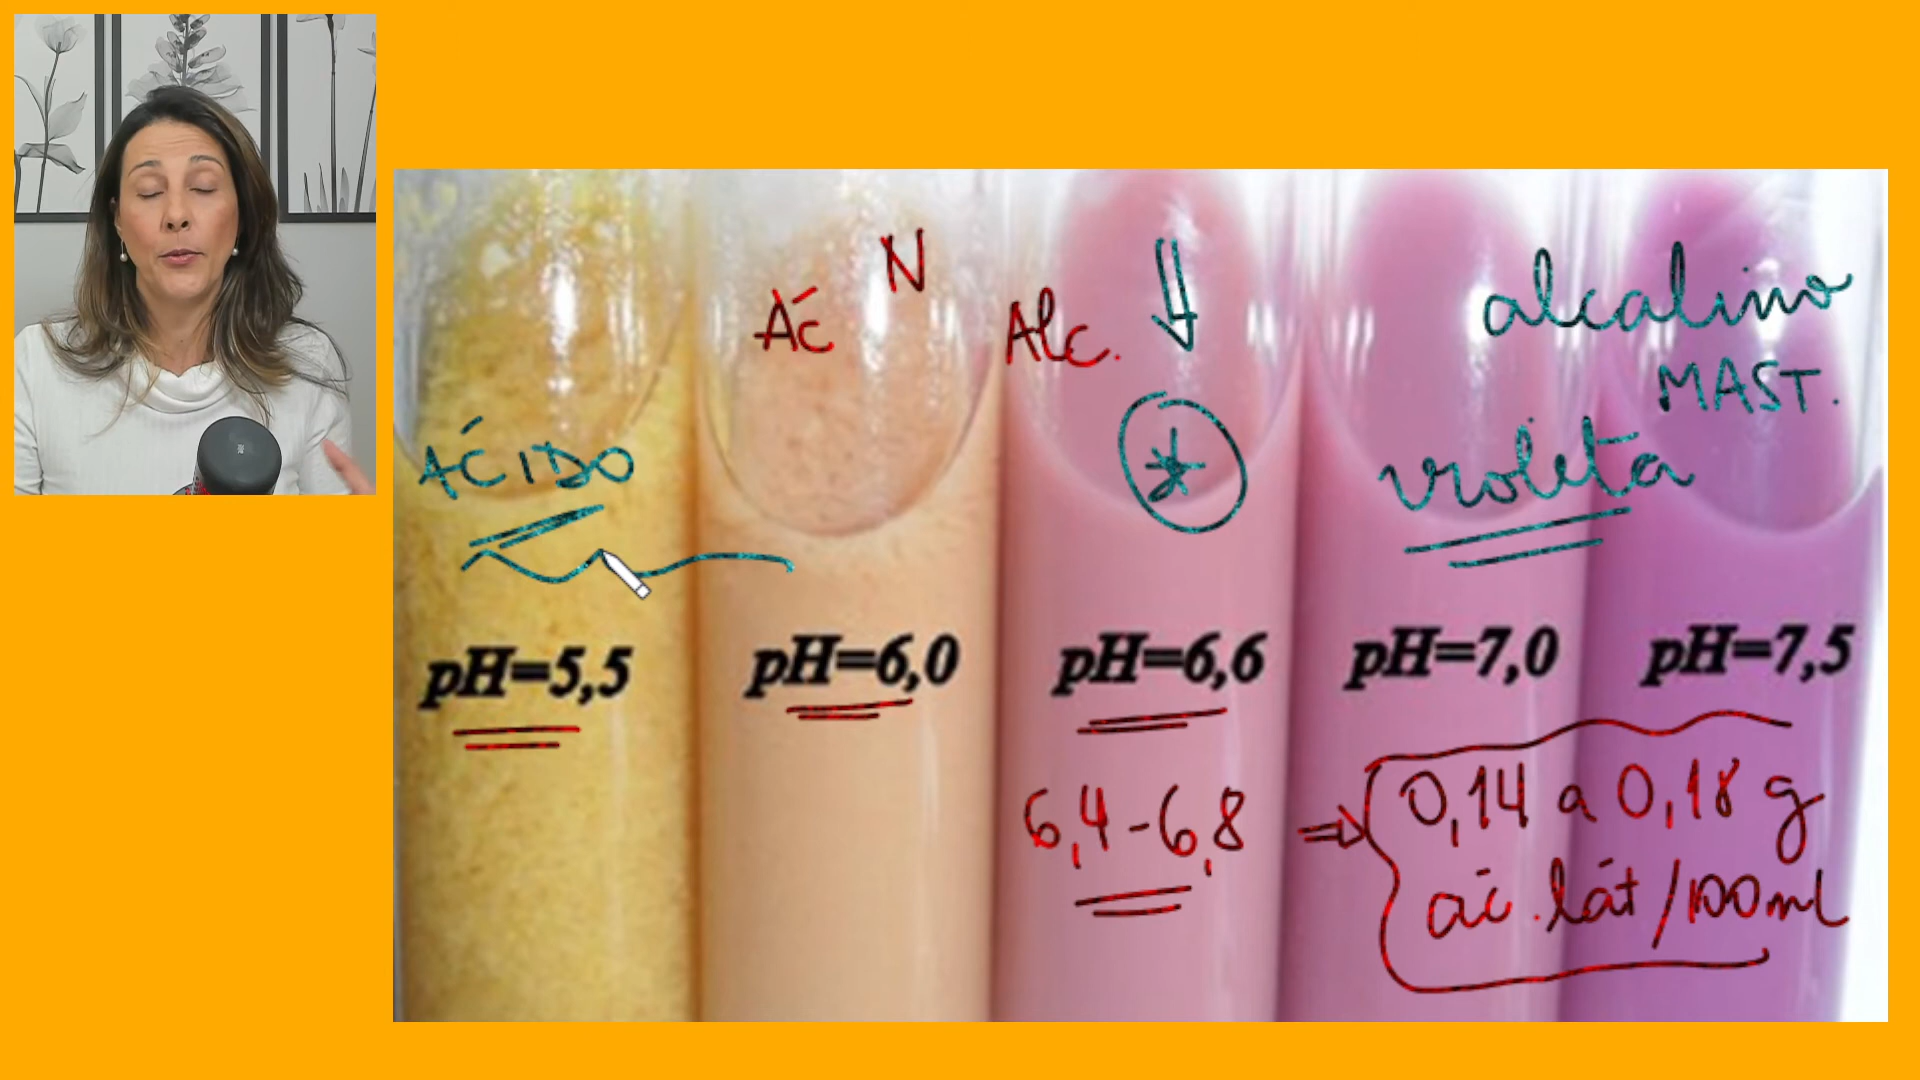 N
Ác
Alc.
alcalino
MAST.
ÁCIDO
violeta
pH=5,5
pH=6,0
pH=6,6
pH=7,0
pH=7,5
6,4-6,8
0,14 a 0,18 g
ác. lát/100ml